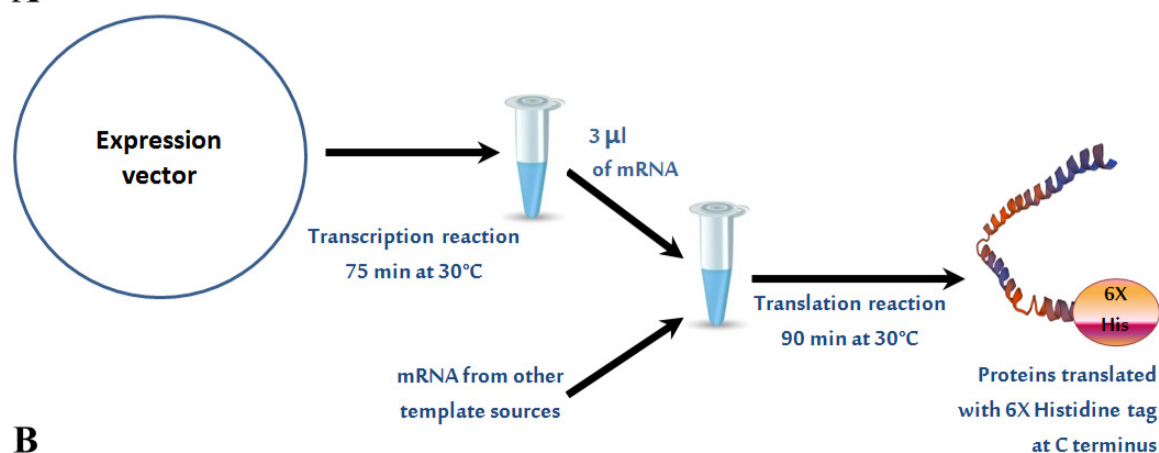 Expression
vector
3 µl
of mRNA
Transcription reaction
75 min at 30°C
Translation reaction
90 min at 30°C
6X
His
mRNA from other
template sources
Proteins translated
with 6X Histidine tag
at C terminus
B